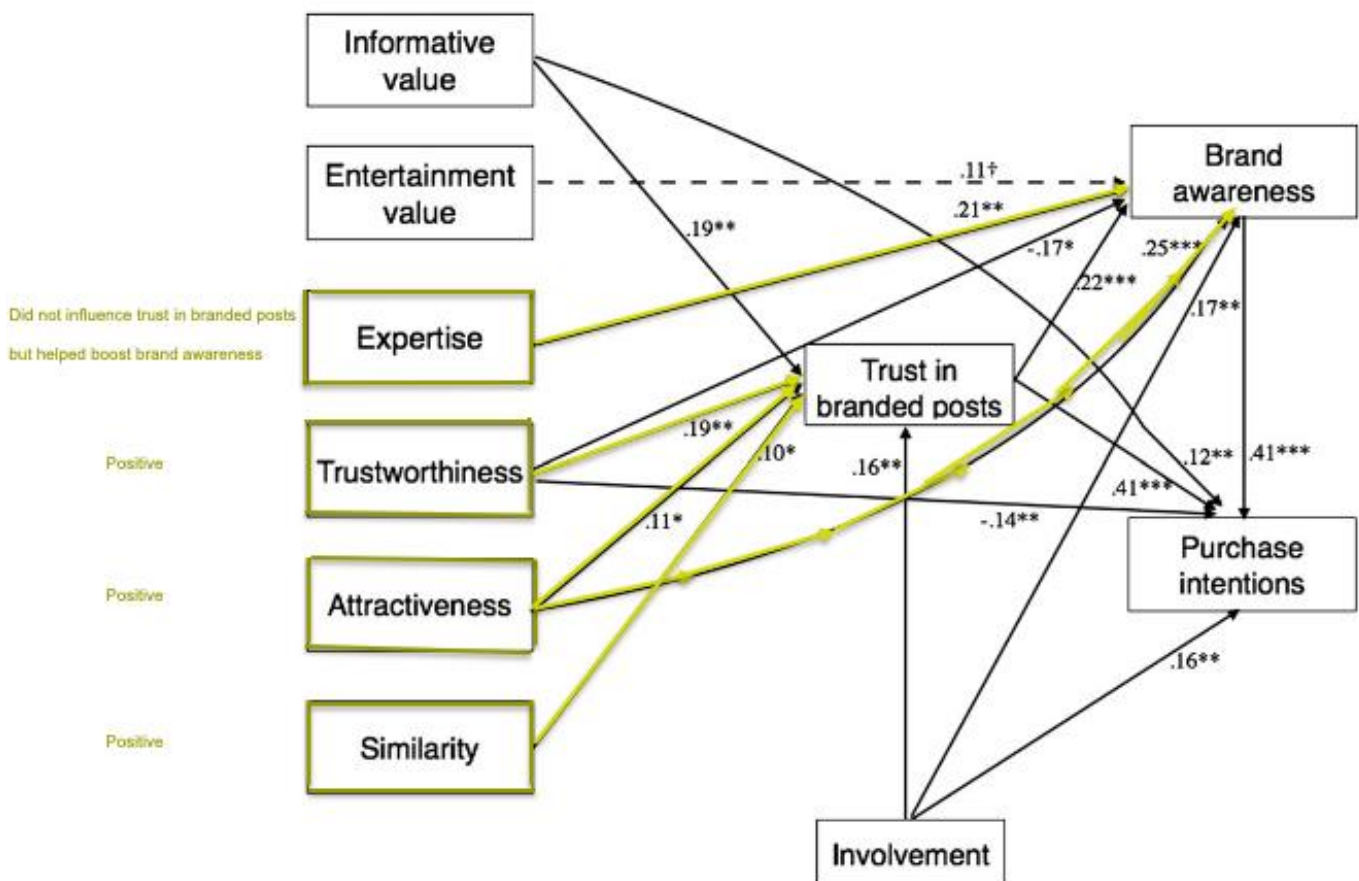 Informative
value
Entertainment
value
Brand
awareness
.11†
.21**
.19**
-.17*
.25***
.22***
.17**
Did not influence trust in branded posts
but helped boost brand awareness
Expertise
Trust in
branded posts
Positive
Trustworthiness
.19**
.10*
.16**
.12**
.41***
.41***
.11*
-.14**
Purchase
intentions
Positive
Attractiveness
.16**
Positive
Similarity
Involvement